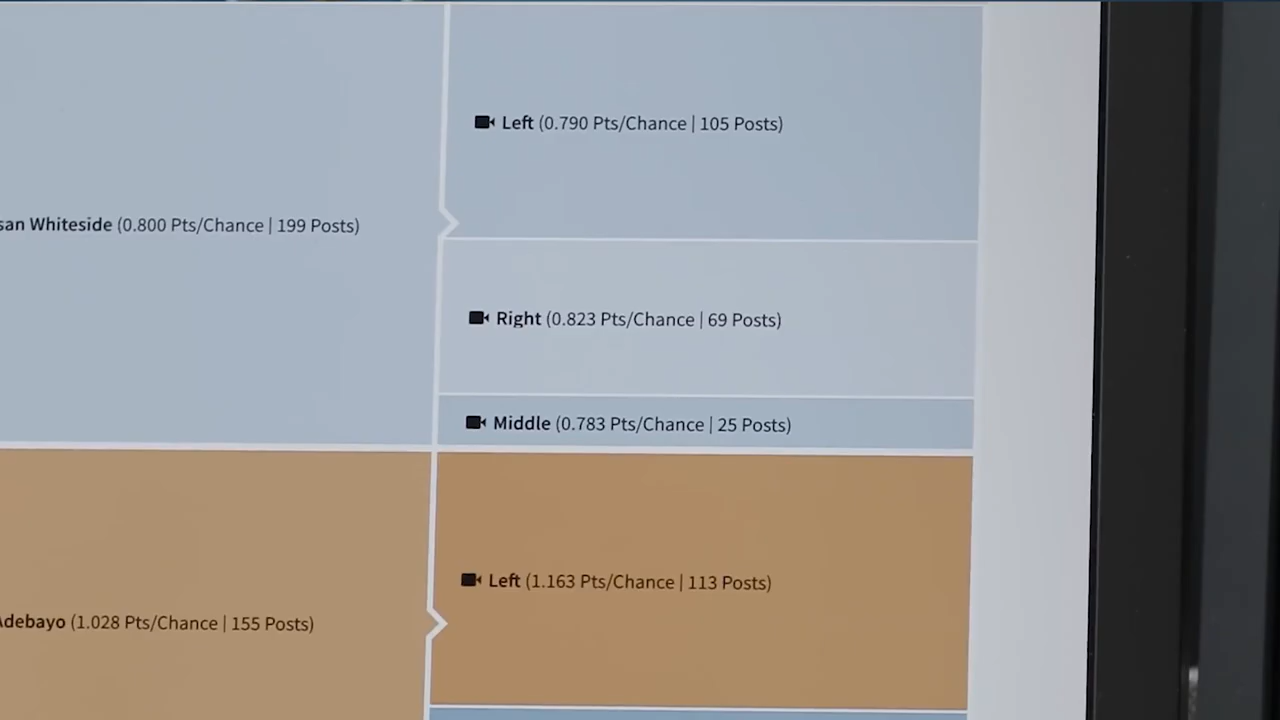 Left (0.790 Pts/Chance | 105 Posts)
san Whiteside (0.800 Pts/Chance | 199 Posts)
Right (0.823 Pts/Chance | 69 Posts)
Middle (0.783 Pts/Chance | 25 Posts)
Left (1.163 Pts/Chance | 113 Posts)
Adebayo (1.028 Pts/Chance | 155 Posts)